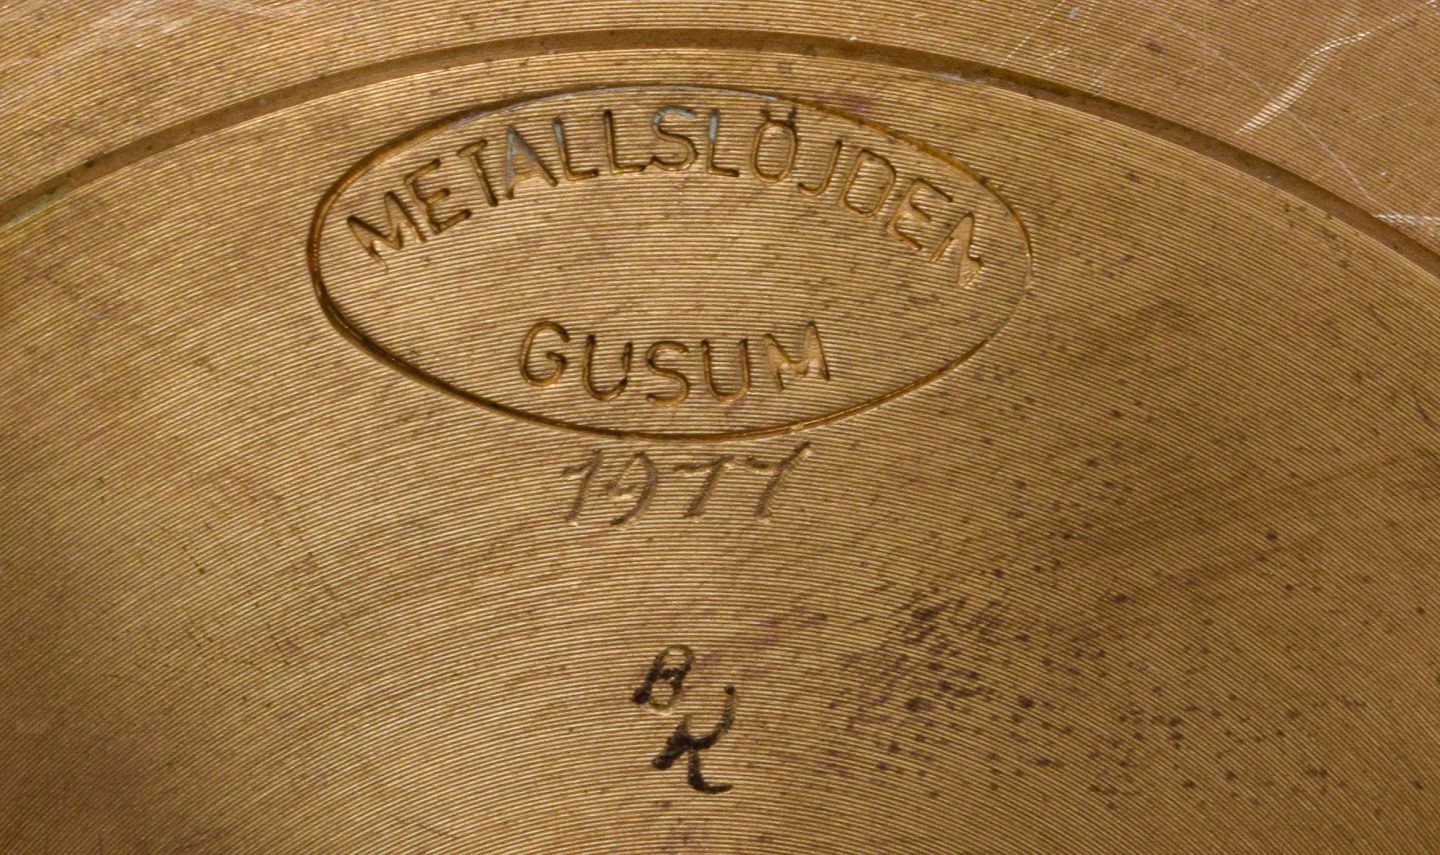 METALLSLÖJDEN
GUSUM
1977
B
K